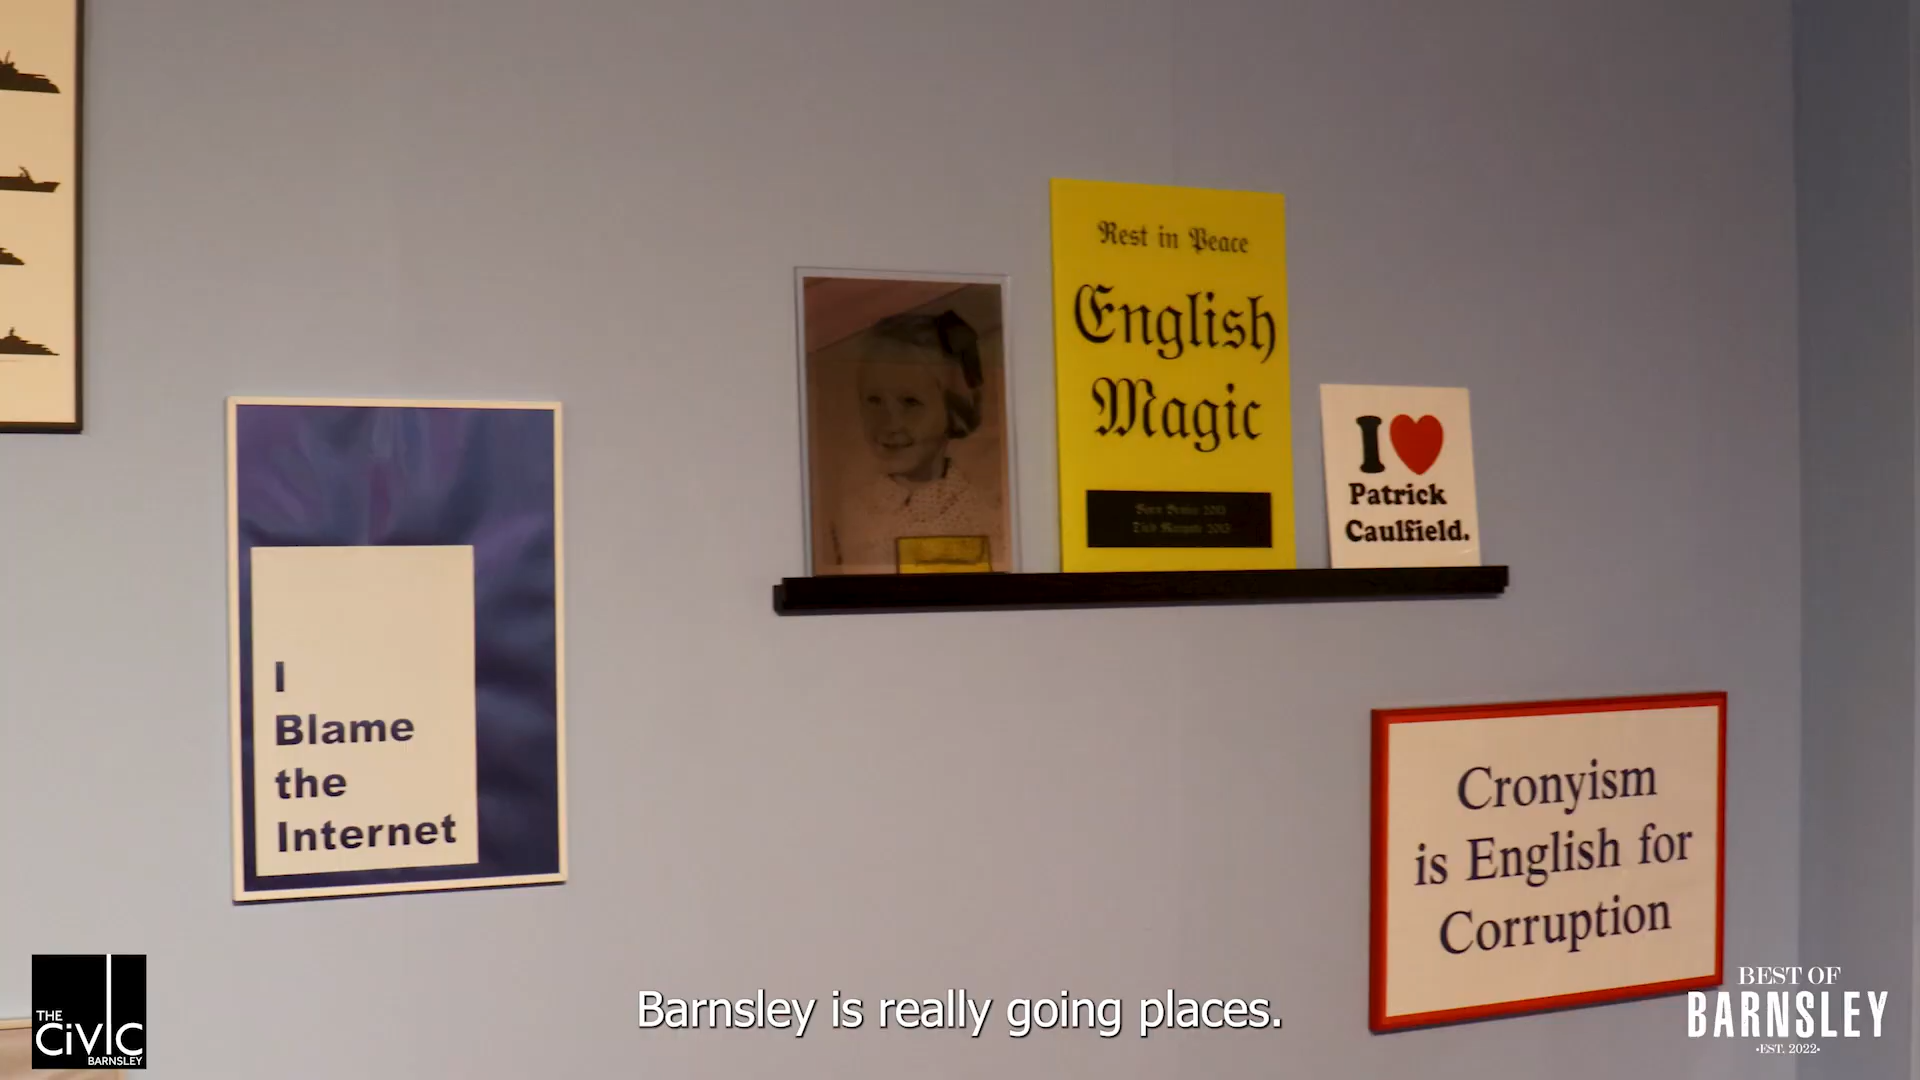 Rest in Peace
English
Magic
I
Patrick
Caulfield.
I
Blame
the
Internet
Cronyism
is English for
Corruption
Barnsley is really going places.
THE
CIVIC
BARNSLEY
BEST OF
BARNSLEY
•EST. 2022•